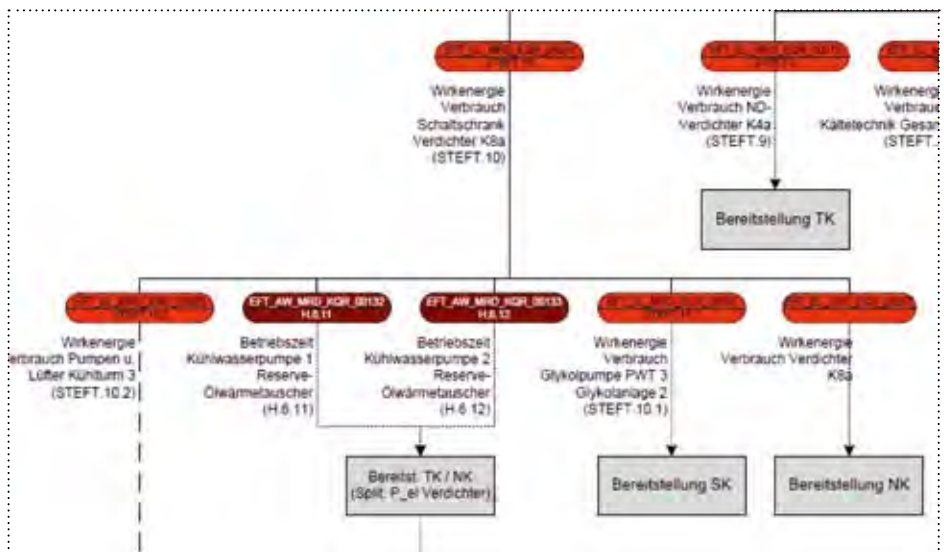 Wirkenergie
Verbrauch
Schaltschrank
Verdichter K8a
(STEFT.10)
Wirkenergie
Verbrauch ND-
Verdichter K4a
(STEFT.9)
Kältetechnik
Bereitstellung TK
EFT_AW_MRD_KQR_00132
H.6.11
EFT_AW_MRD_KQR_00133
H.6.12
Wirkenergie
Pumpen u.
Lüfter Kühlturm 3
(STEFT.10.2)
Betriebszeit
Kühlwasserpumpe 1
Reserve-
Ölwärmetauscher
(H.6.11)
Betriebszeit
Kühlwasserpumpe 2
Reserve-
Ölwärmetauscher
(H.6.12)
Wirkenergie
Verbrauch
Glykolpumpe PWT 3
Glykolanlage 2
(STEFT.10.1)
Wirkenergie
Verbrauch Verdichter
K8a
Bereitst. TK / NK
(Split: P_el Verdichter)
Bereitstellung SK
Bereitstellung NK